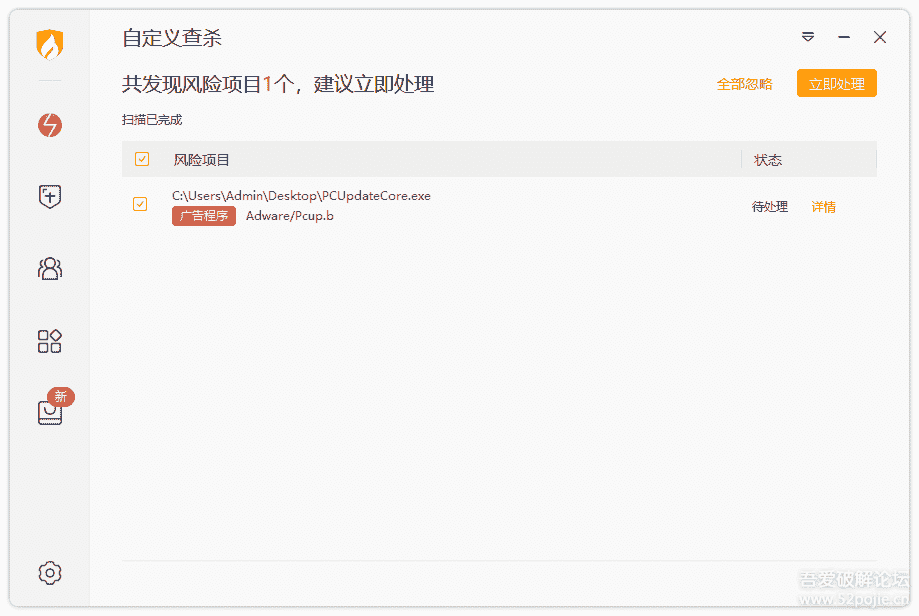 自定义查杀
共发现风险项目1个，建议立即处理
全部忽略
立即处理
扫描已完成
风险项目
状态
C:\Users\Admin\Desktop\PCUpdateCore.exe
广告程序 Adware/Pcup.b
待处理
详情
新
吾爱破解论坛
www.52pojie.cn